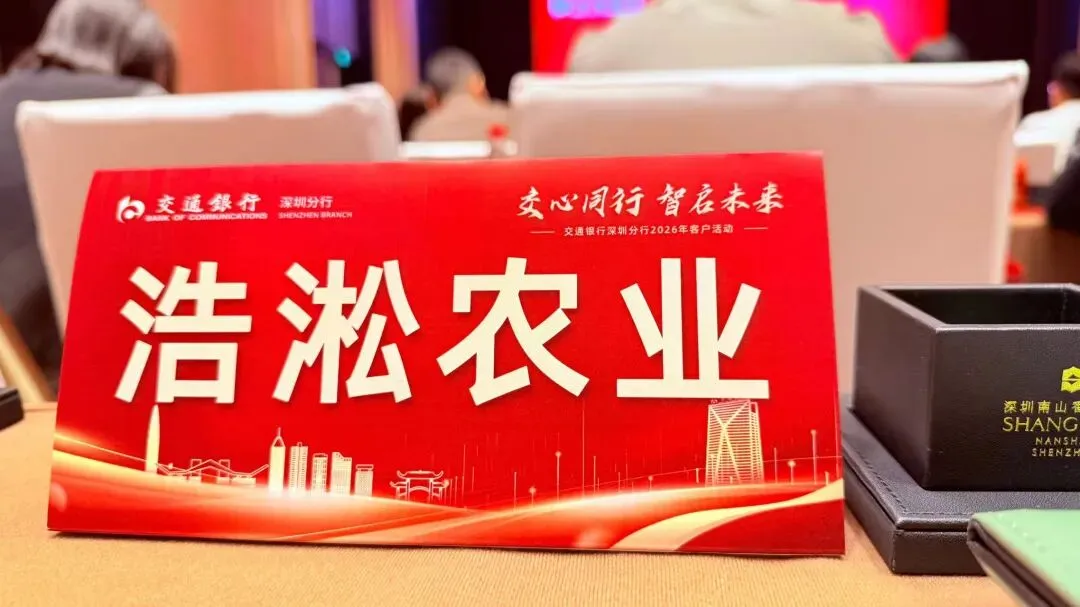 交通銀行 深圳分行
BANK OF COMMUNICATIONS SHENZHEN BRANCH
交心同行 智启未来
交通银行深圳分行2026年客户活动
浩淞农业
深圳南山
SHANG
NANSH
SHENZH